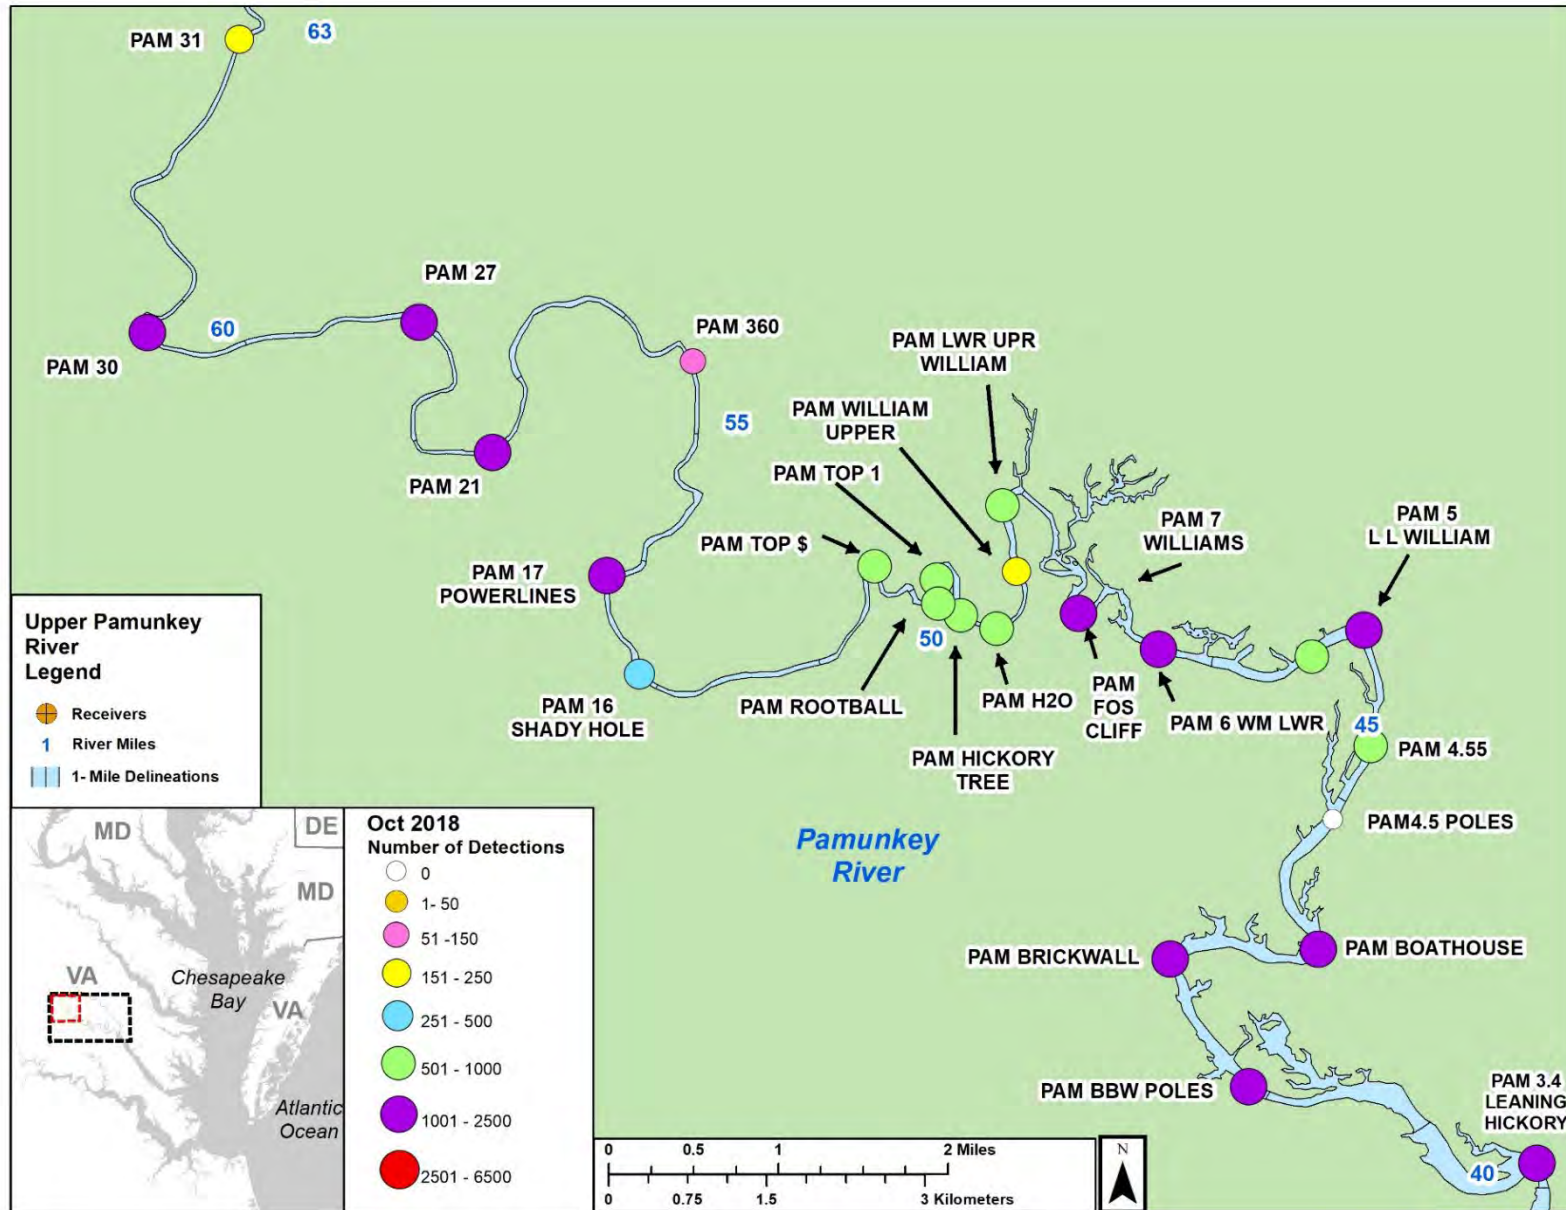 PAM 31
63
PAM 27
60
PAM 30
PAM 360
PAM LWR UPR
WILLIAM
PAM WILLIAM
UPPER
55
PAM TOP 1
PAM 21
PAM TOP $
PAM 7
WILLIAMS
PAM 5
L L WILLIAM
PAM 17
POWERLINES
50
PAM ROOTBALL
PAM H2O
PAM
FOS
CLIFF
PAM 6 WM LWR
45
PAM 4.55
PAM 16
SHADY HOLE
PAM HICKORY
TREE
PAM4.5 POLES
Pamunkey
River
PAM BRICKWALL
PAM BOATHOUSE
PAM BBW POLES
PAM 3.4
LEANING
HICKORY
40
Upper Pamunkey
River
Legend
Receivers
1 River Miles
1- Mile Delineations
MD
DE
MD
VA
Chesapeake
Bay
VA
Atlantic
Ocean
Oct 2018
Number of Detections
0
1- 50
51 -150
151 - 250
251 - 500
501 - 1000
1001 - 2500
2501 - 6500
0 0.5 1 2 Miles
0 0.75 1.5 3 Kilometers
N